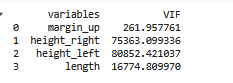 variables VIF
0 margin_up 261.957761
1 height_right 75363.099336
2 height_left 80852.421037
3 length 16774.809970